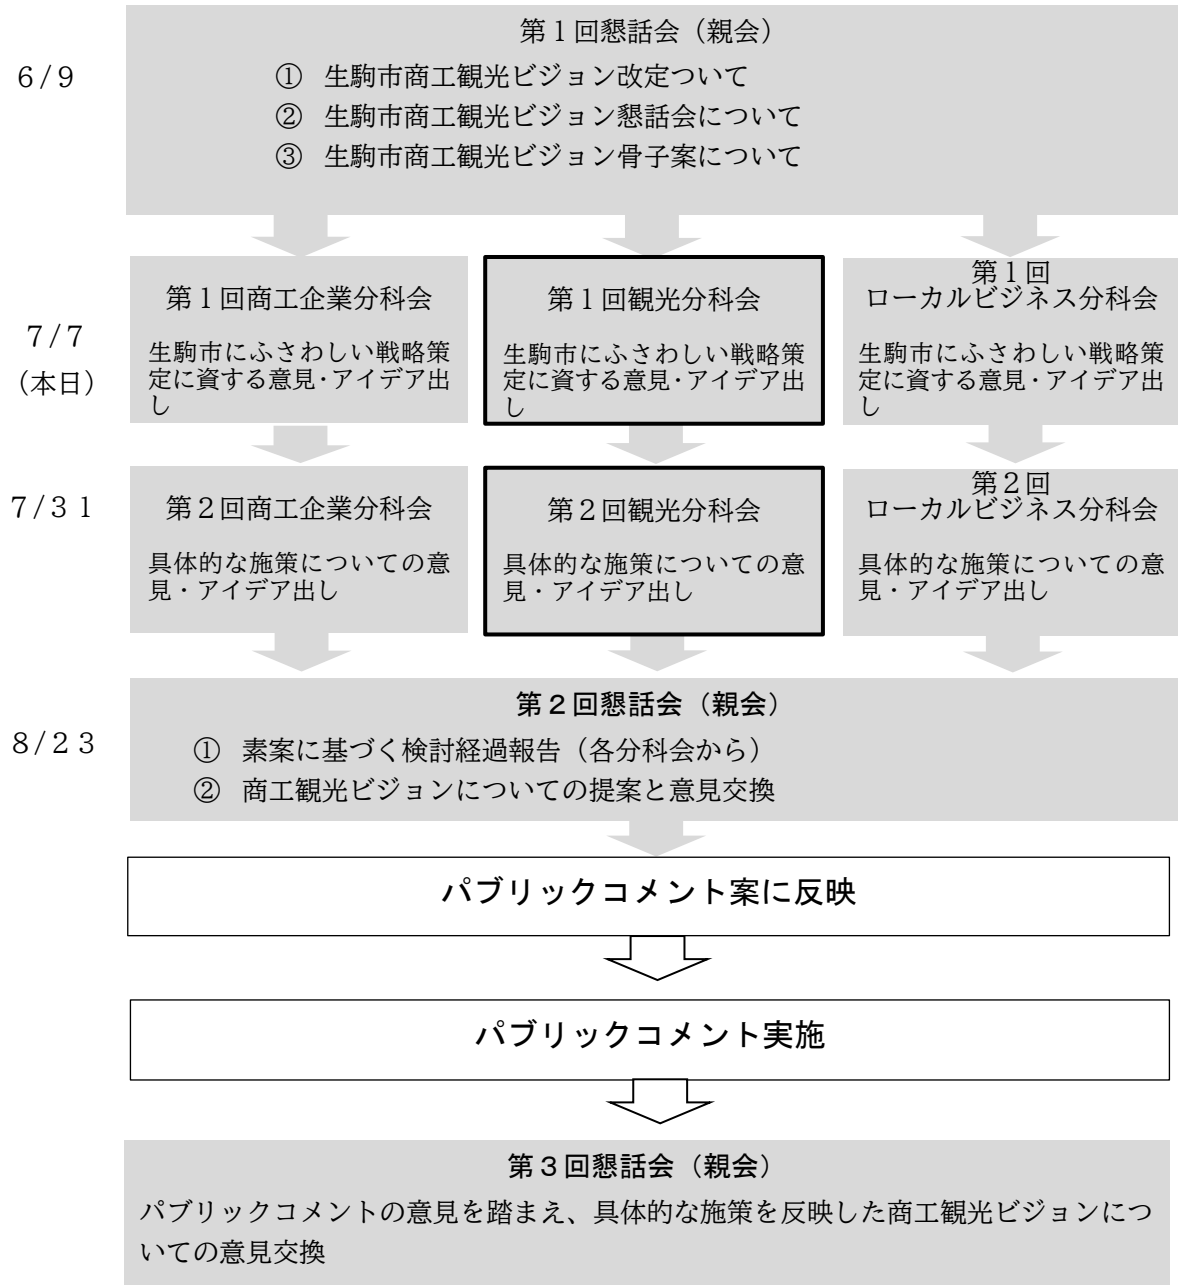 第１回懇話会（親会）
６/９
① 生駒市商工観光ビジョン改定ついて
② 生駒市商工観光ビジョン懇話会について
③ 生駒市商工観光ビジョン骨子案について
７/７
（本日）
第１回商工企業分科会
生駒市にふさわしい戦略策
定に資する意見・アイデア出
し
第１回観光分科会
生駒市にふさわしい戦略策
定に資する意見・アイデア出
し
第１回
ローカルビジネス分科会
生駒市にふさわしい戦略策
定に資する意見・アイデア出
し
７/３１
第２回商工企業分科会
具体的な施策についての意
見・アイデア出し
第２回観光分科会
具体的な施策についての意
見・アイデア出し
第２回
ローカルビジネス分科会
具体的な施策についての意
見・アイデア出し
８/２３
第２回懇話会（親会）
① 素案に基づく検討経過報告（各分科会から）
② 商工観光ビジョンについての提案と意見交換
パブリックコメント案に反映
パブリックコメント実施
第３回懇話会（親会）
パブリックコメントの意見を踏まえ、具体的な施策を反映した商工観光ビジョンにつ
いての意見交換